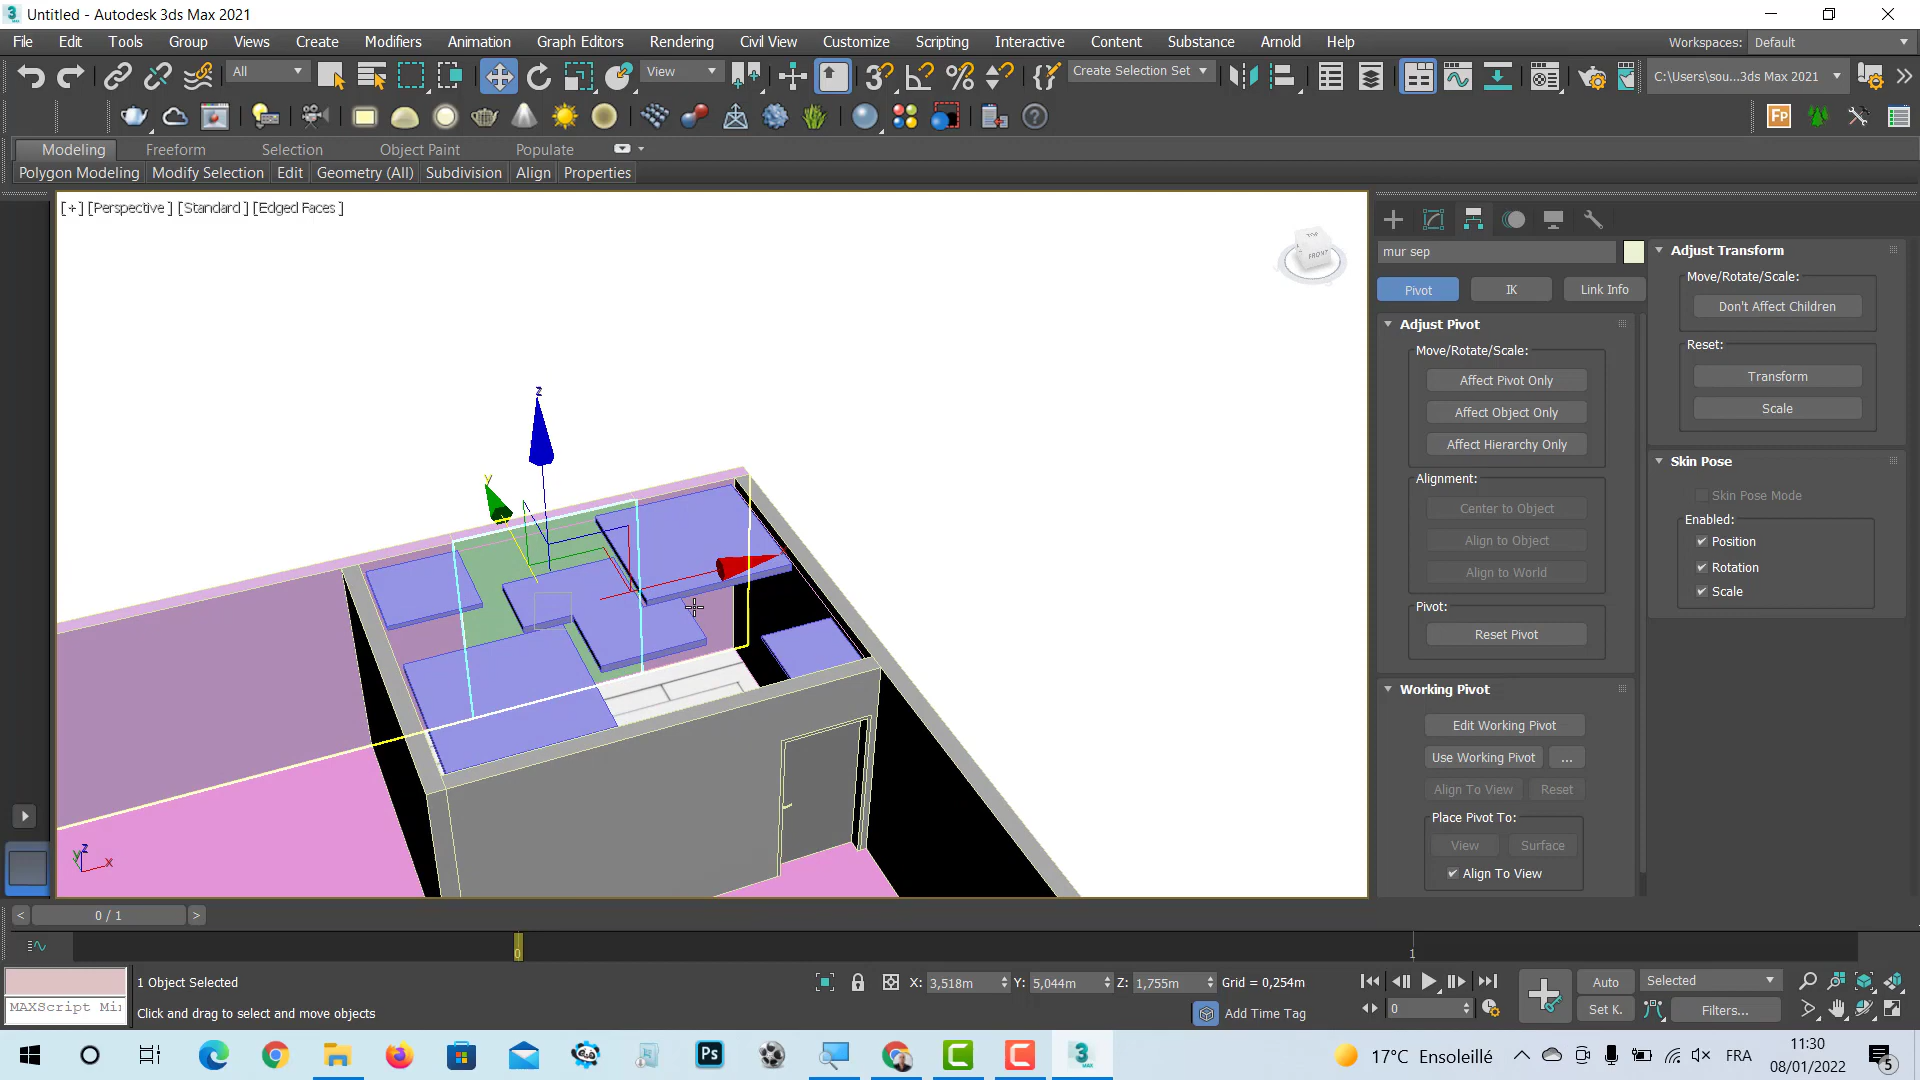 Untitled - Autodesk 3ds Max 2021
File Edit Tools Group Views Create Modifiers Animation Graph Editors Rendering Civil View Customize Scripting Interactive Content Substance Arnold Help Workspaces: Default
All View Create Selection Set C:\Users\sou...3ds Max 2021
Modeling Freeform Selection Object Paint Populate
Polygon Modeling Modify Selection Edit Geometry (All) Subdivision Align Properties
[+] [Perspective ] [Standard ] [Edged Faces ]
TOP
FRONT
mur sep
Pivot IK Link Info
Adjust Pivot
Move/Rotate/Scale:
Affect Pivot Only
Affect Object Only
Affect Hierarchy Only
Alignment:
Center to Object
Align to Object
Align to World
Pivot:
Reset Pivot
Working Pivot
Edit Working Pivot
Use Working Pivot ...
Align To View Reset
Place Pivot To:
View Surface
Align To View
Adjust Transform
Move/Rotate/Scale:
Don't Affect Children
Reset:
Transform
Scale
Skin Pose
Skin Pose Mode
Enabled:
Position
Rotation
Scale
z
y
z
y
x
< 0 / 1 >
0 1
1 Object Selected X: 3,518m Y: 5,044m Z: 1,755m Grid = 0,254m Auto Selected
MAXScript Mi
Click and drag to select and move objects Add Time Tag 0 Set K. Filters...
17°C Ensoleillé FRA 11:30
08/01/2022
5